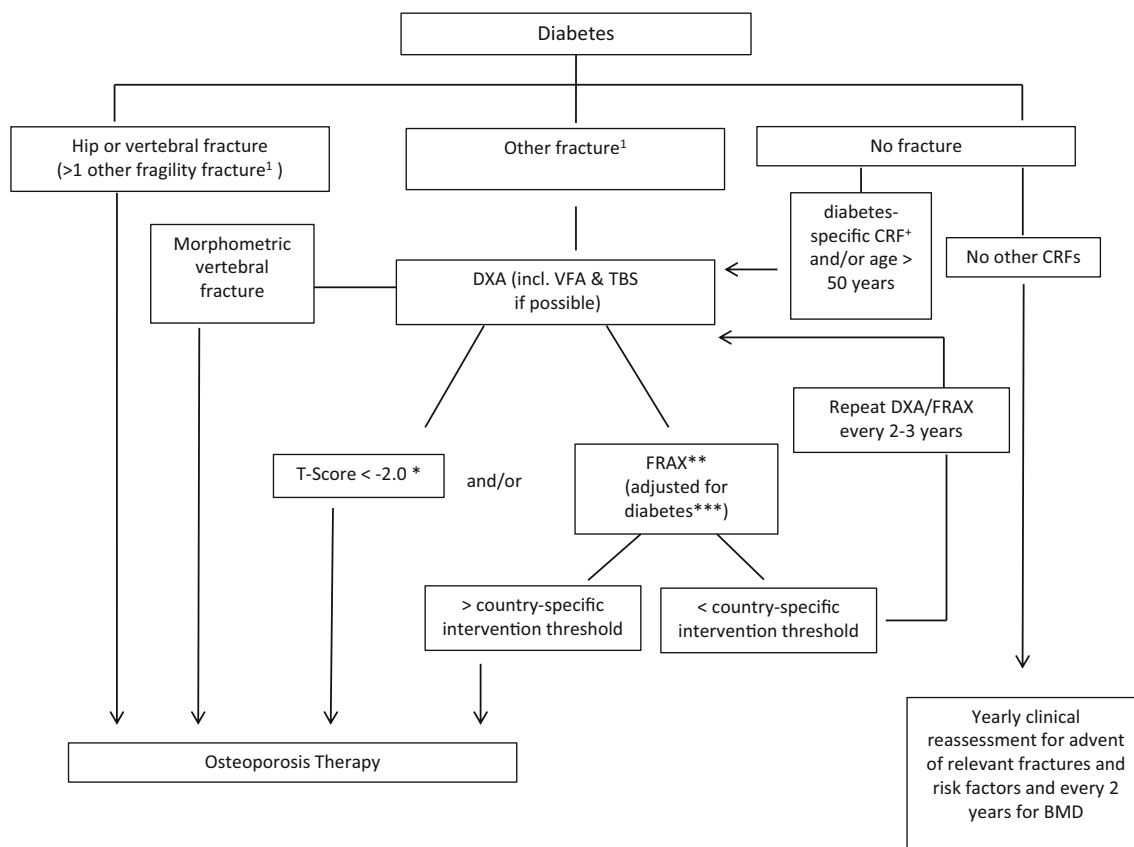 Diabetes
Hip or vertebral fracture
(>1 other fragility fracture¹ )
Other fracture¹
No fracture
Morphometric
vertebral
fracture
DXA (incl. VFA & TBS
if possible)
diabetes-
specific CRF⁺
and/or age >
50 years
No other CRFs
Repeat DXA/FRAX
every 2-3 years
T-Score < -2.0 *
and/or
FRAX**
(adjusted for
diabetes***)
> country-specific
intervention threshold
< country-specific
intervention threshold
Osteoporosis Therapy
Yearly clinical
reassessment for advent
of relevant fractures and
risk factors and every 2
years for BMD